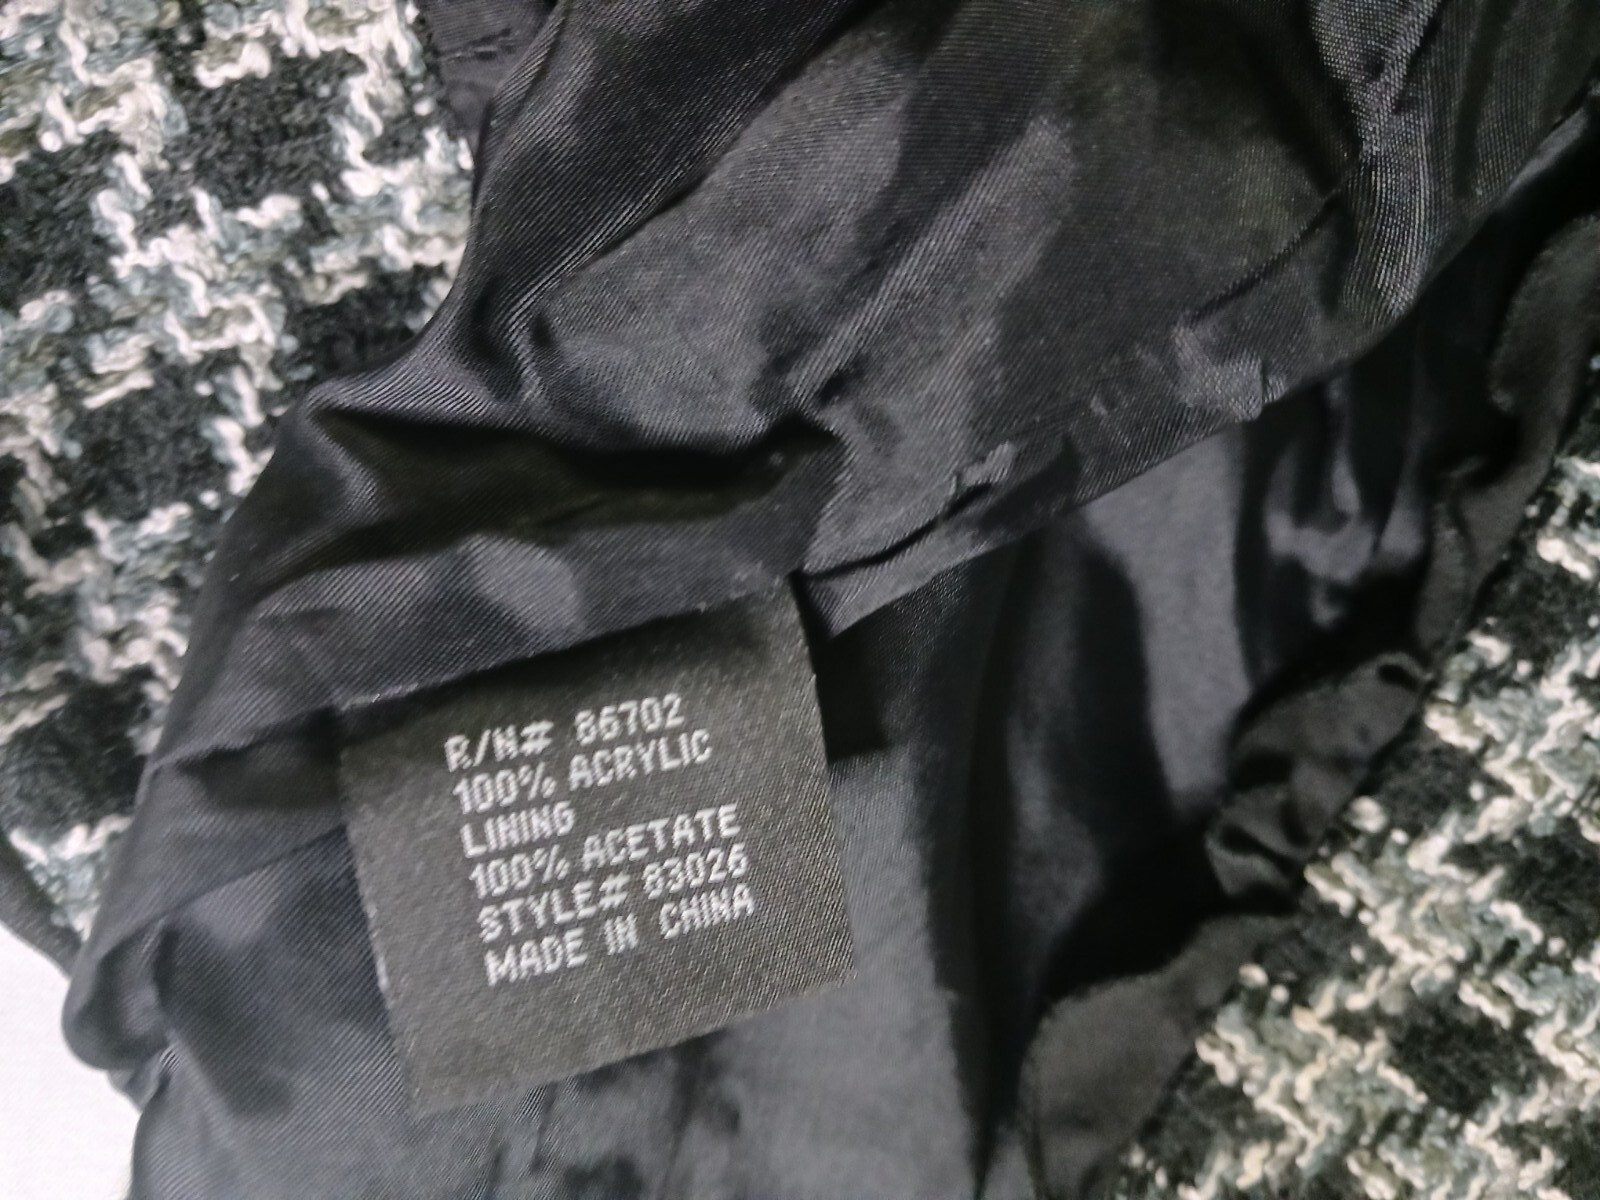 R/N# 86702
100% ACRYLIC
LINING
100% ACETATE
STYLE# 83026
MADE IN CHINA